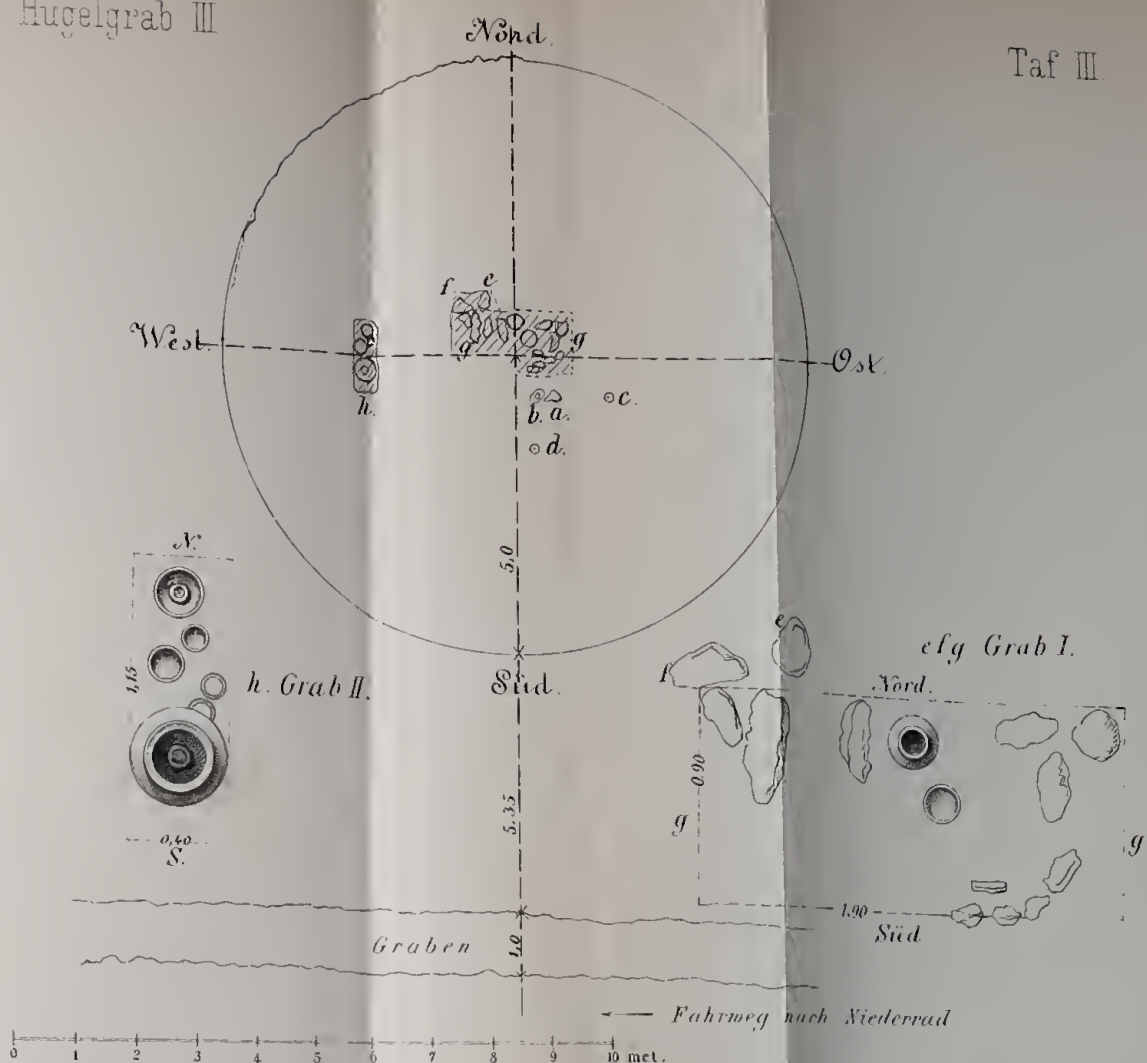 Hügelgrab III
Taf III.
Nord.
West.
Ost.
f e
g g
h.
b. a.
c.
d.
5,0
Süd.
5.35
N.
1,15
h. Grab II.
0,40
S.
efg Grab I.
e
f
Nord.
0.90
g
g
1.90
Süd
Graben
1,0
Fahrweg nach Niederrad
0 1 2 3 4 5 6 7 8 9 10 met.